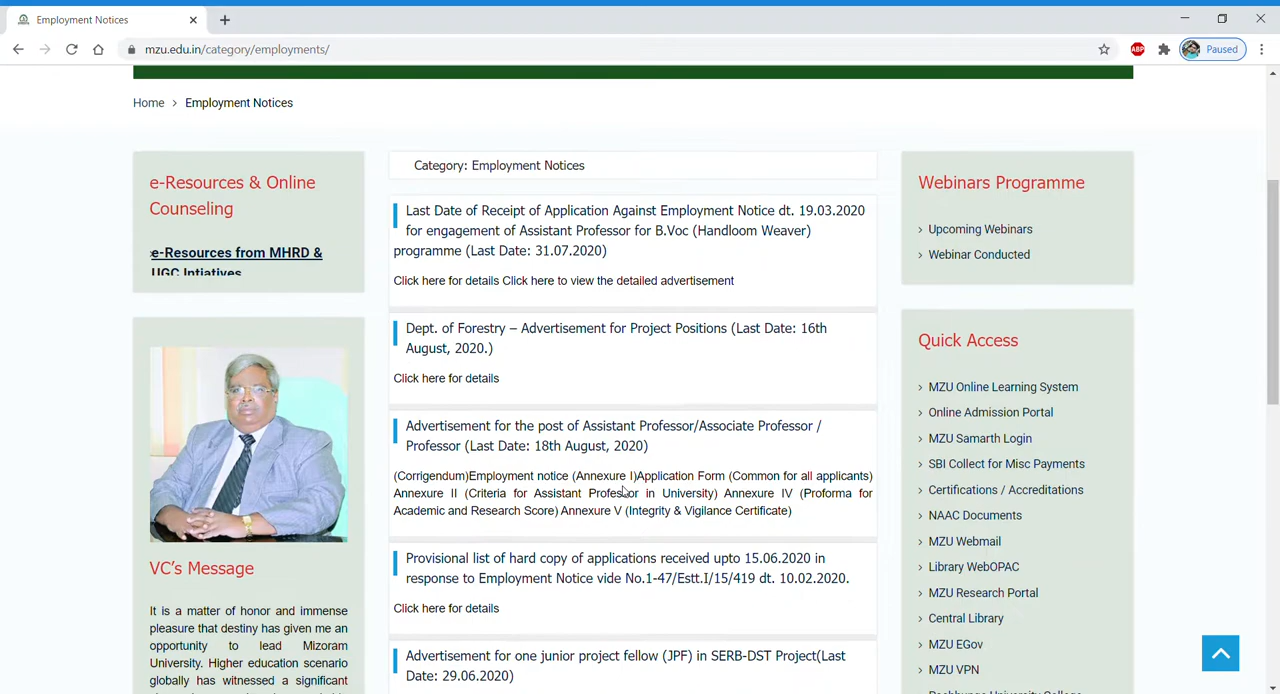 Employment Notices
mzu.edu.in/category/employments/
ABP
Paused
Home > Employment Notices
e-Resources & Online
Counseling
e-Resources from MHRD &
UGC Intiatives
VC's Message
It is a matter of honor and immense
pleasure that destiny has given me an
opportunity to lead Mizoram
University. Higher education scenario
globally has witnessed a significant
Category: Employment Notices
Last Date of Receipt of Application Against Employment Notice dt. 19.03.2020
for engagement of Assistant Professor for B.Voc (Handloom Weaver)
programme (Last Date: 31.07.2020)
Click here for details Click here to view the detailed advertisement
Dept. of Forestry – Advertisement for Project Positions (Last Date: 16th
August, 2020.)
Click here for details
Advertisement for the post of Assistant Professor/Associate Professor /
Professor (Last Date: 18th August, 2020)
(Corrigendum)Employment notice (Annexure I)Application Form (Common for all applicants)
Annexure II (Criteria for Assistant Professor in University) Annexure IV (Proforma for
Academic and Research Score) Annexure V (Integrity & Vigilance Certificate)
Provisional list of hard copy of applications received upto 15.06.2020 in
response to Employment Notice vide No.1-47/Estt.I/15/419 dt. 10.02.2020.
Click here for details
Advertisement for one junior project fellow (JPF) in SERB-DST Project(Last
Date: 29.06.2020)
Webinars Programme
> Upcoming Webinars
> Webinar Conducted
Quick Access
> MZU Online Learning System
> Online Admission Portal
> MZU Samarth Login
> SBI Collect for Misc Payments
> Certifications / Accreditations
> NAAC Documents
> MZU Webmail
> Library WebOPAC
> MZU Research Portal
> Central Library
> MZU EGov
> MZU VPN